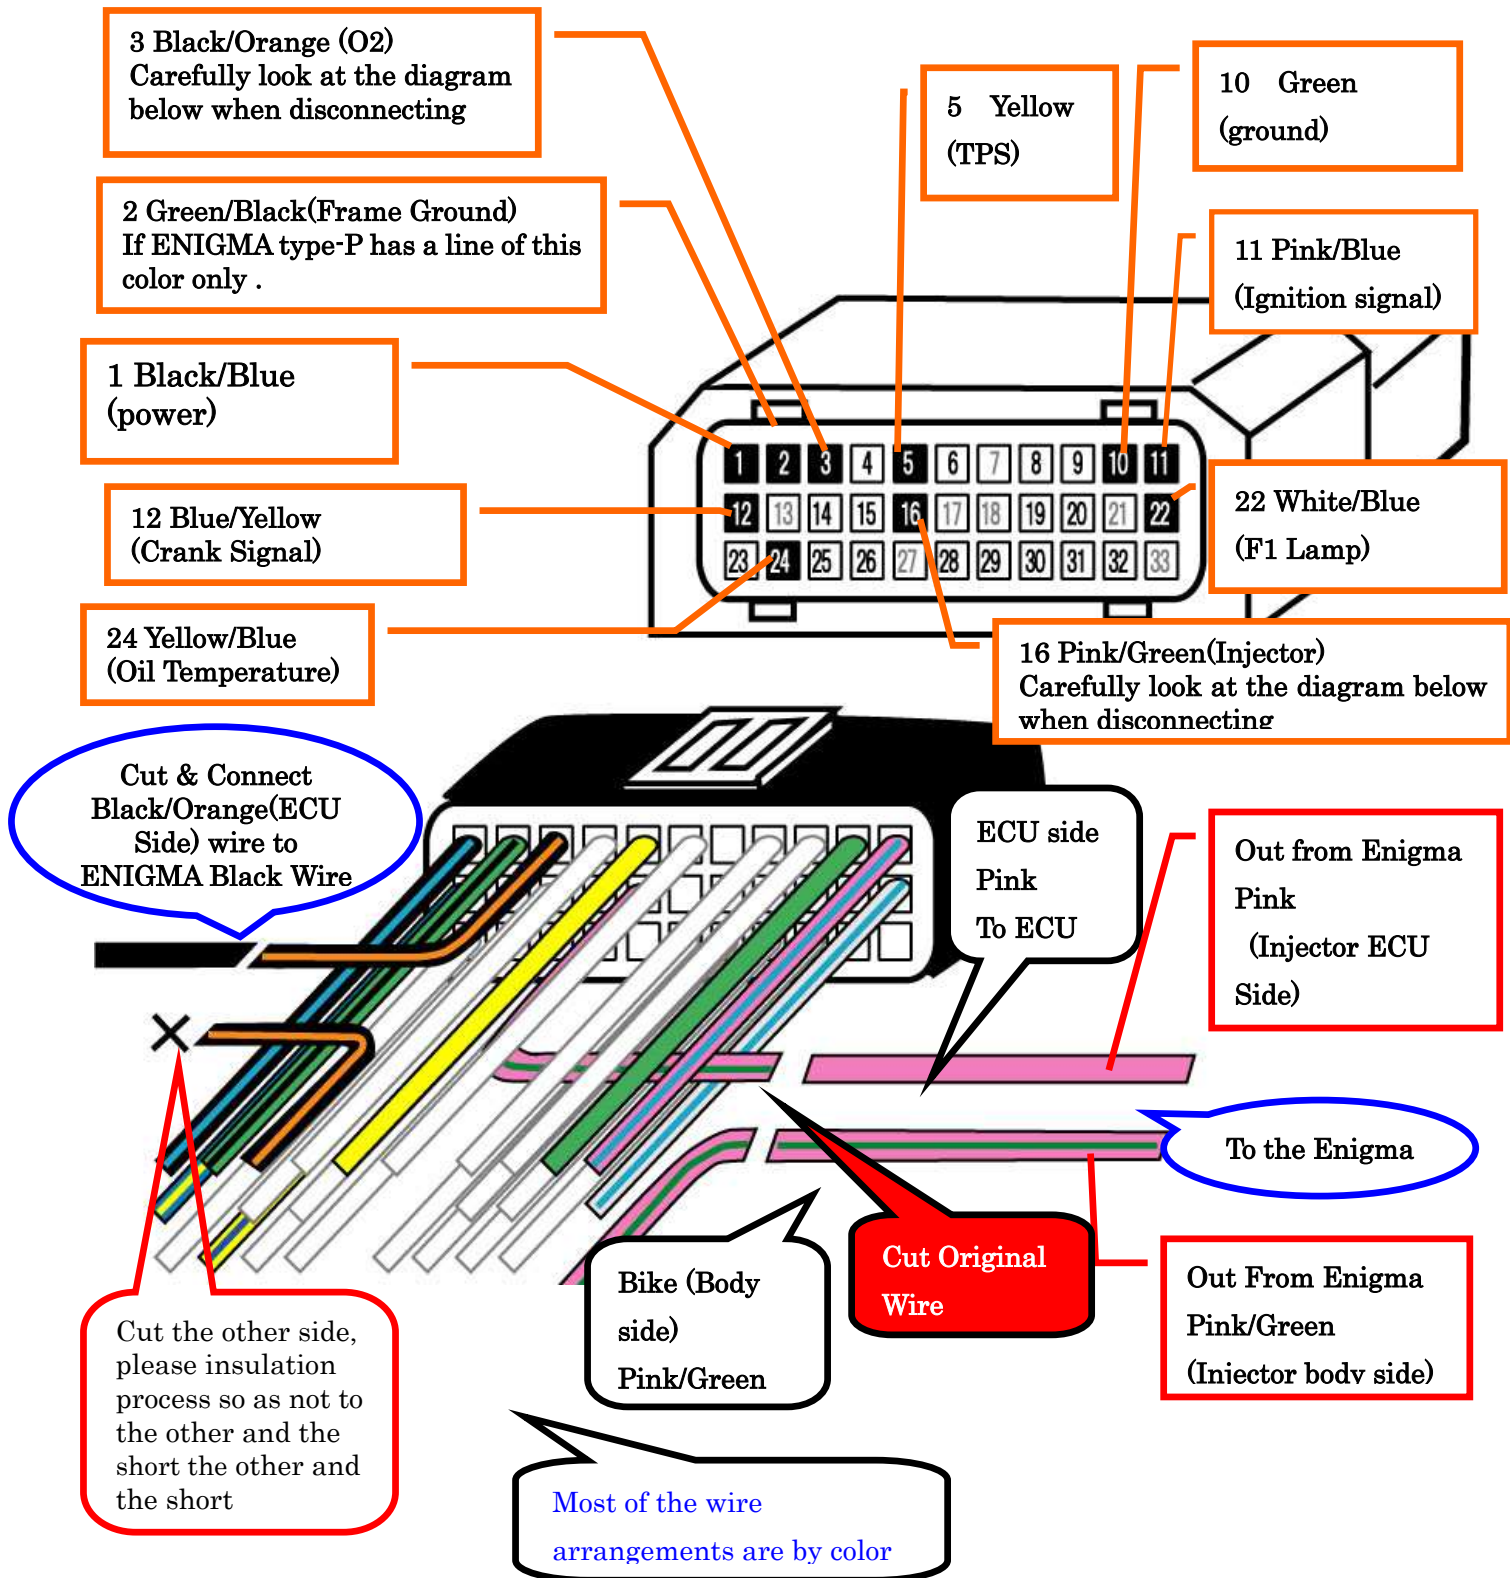 3 Black/Orange (O2)
Carefully look at the diagram
below when disconnecting
5 Yellow
(TPS)
10 Green
(ground)
2 Green/Black(Frame Ground)
If ENIGMA type-P has a line of this
color only .
11 Pink/Blue
(Ignition signal)
1 Black/Blue
(power)
1 2 3 4 5 6 7 8 9 10 11
12 13 14 15 16 17 18 19 20 21 22
23 24 25 26 27 28 29 30 31 32 33
12 Blue/Yellow
(Crank Signal)
22 White/Blue
(F1 Lamp)
24 Yellow/Blue
(Oil Temperature)
16 Pink/Green(Injector)
Carefully look at the diagram below
when disconnecting
Cut & Connect
Black/Orange(ECU
Side) wire to
ENIGMA Black Wire
ECU side
Pink
To ECU
Out from Enigma
Pink
(Injector ECU
Side)
To the Enigma
Cut Original
Wire
Bike (Body
side)
Pink/Green
Out From Enigma
Pink/Green
(Injector body side)
Cut the other side,
please insulation
process so as not to
the other and the
short the other and
the short
Most of the wire
arrangements are by color